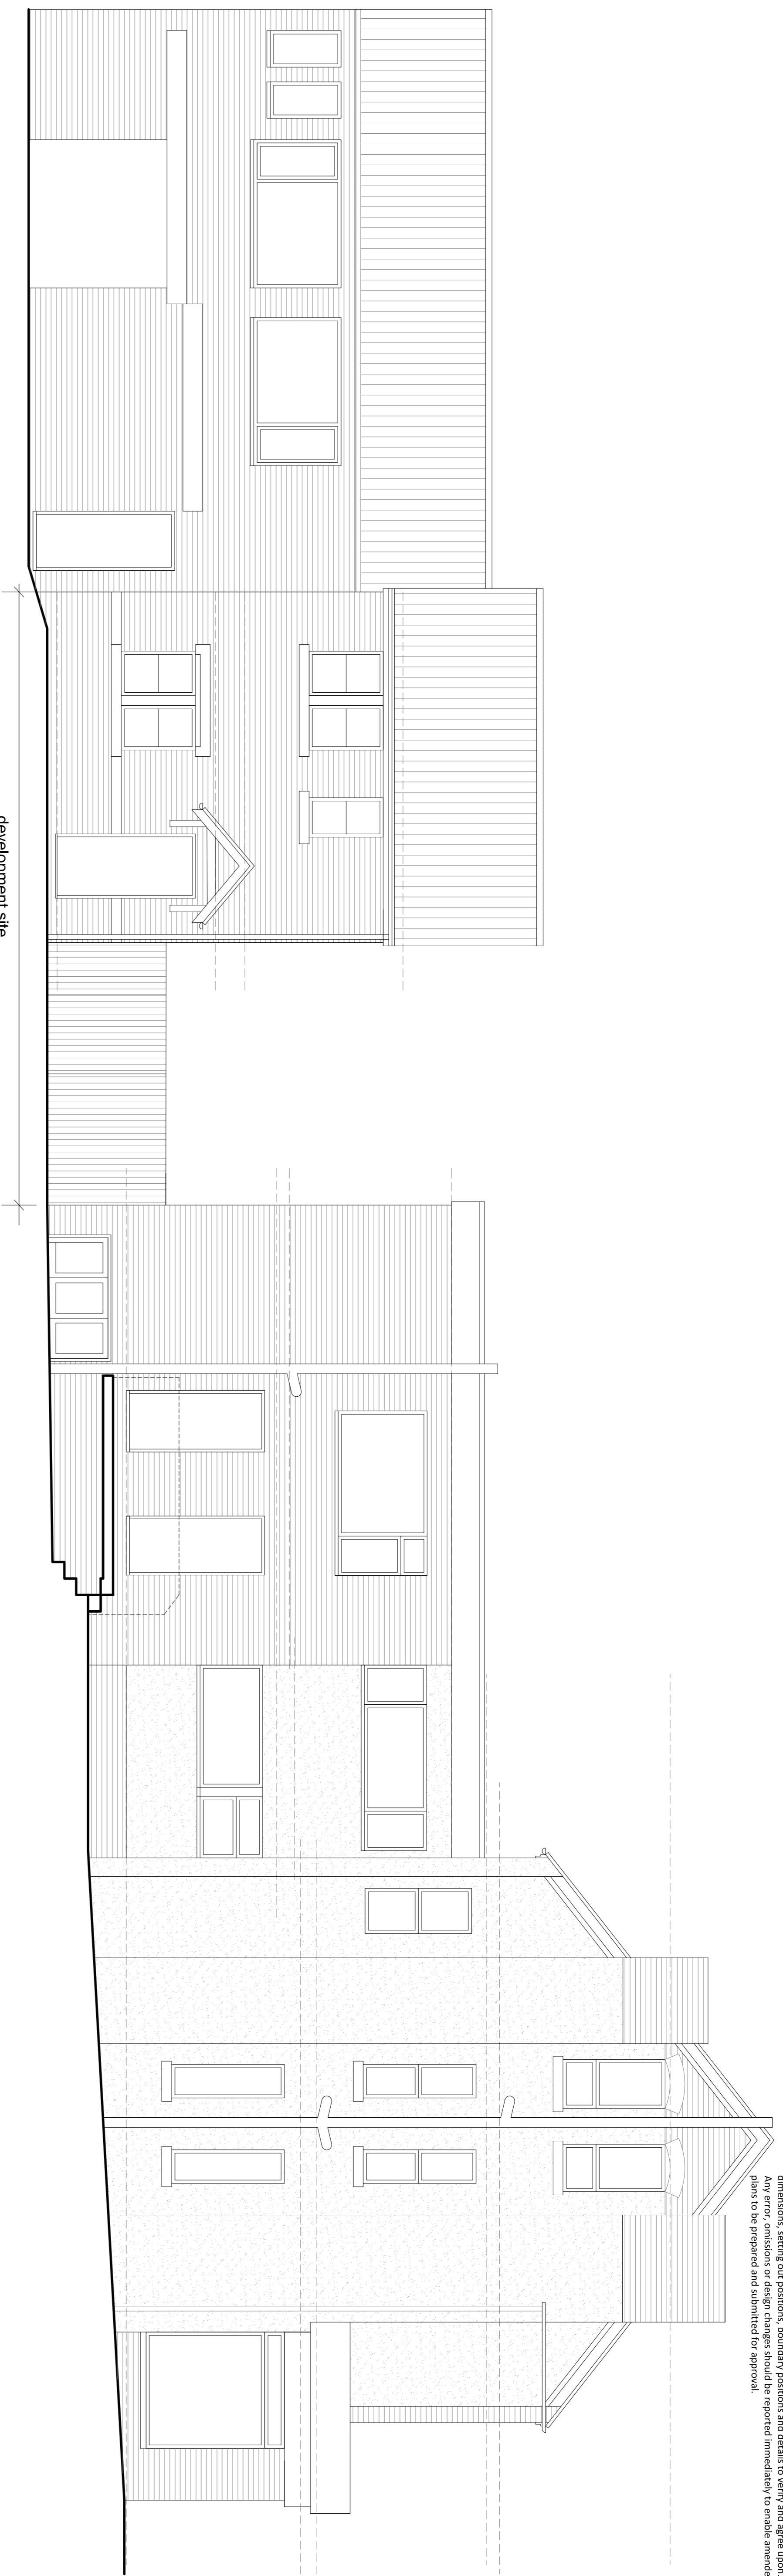 dimensions, setting out positions, boundary positions and details to verify and agree upon
Any error, omissions or design changes should be reported immediately to enable amende
plans to be prepared and submitted for approval.
development site